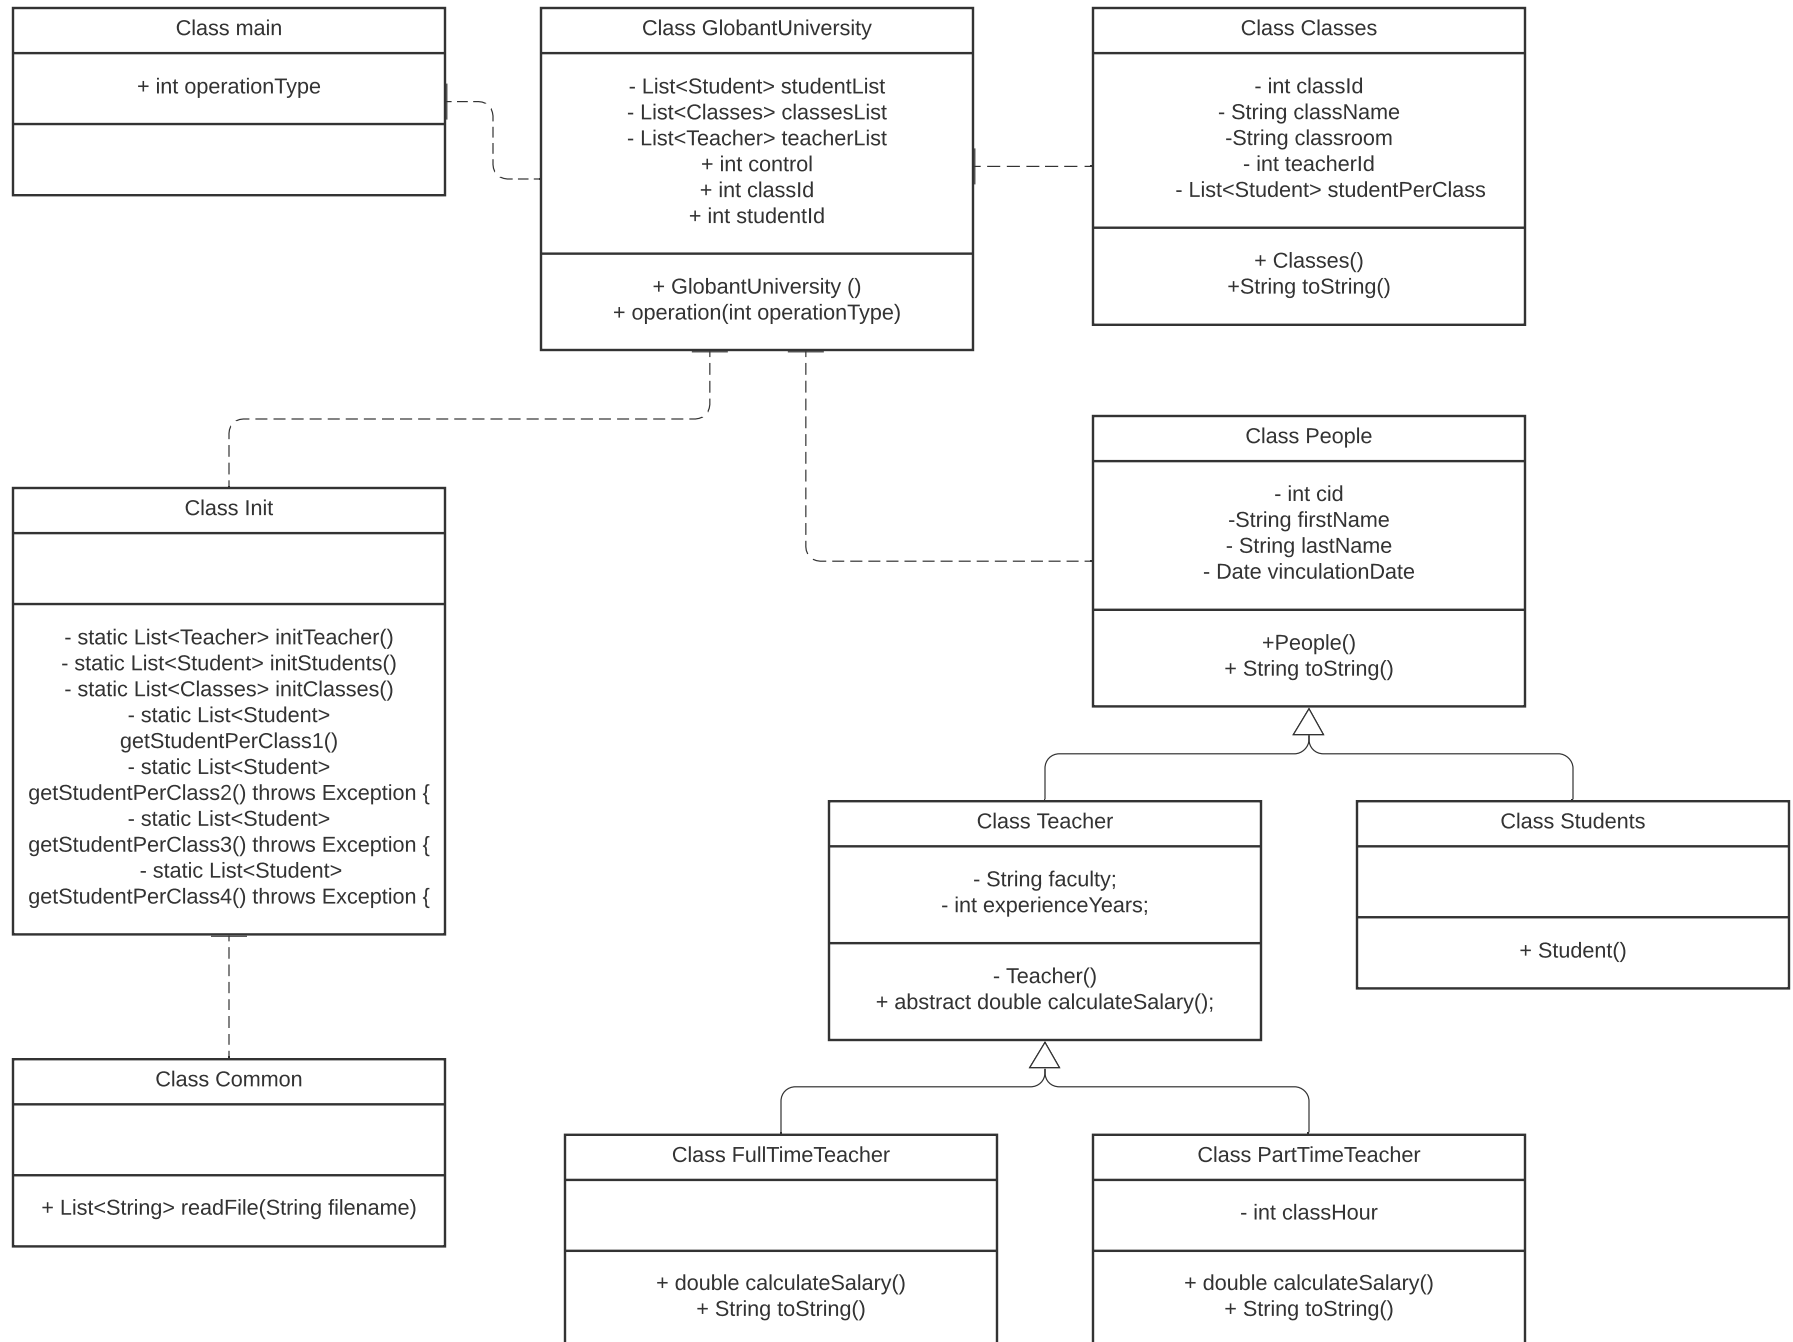 Class main
+ int operationType
Class GlobantUniversity
- List<Student> studentList
- List<Classes> classesList
- List<Teacher> teacherList
+ int control
+ int classId
+ int studentId
+ GlobantUniversity ()
+ operation(int operationType)
Class Classes
- int classId
- String className
-String classroom
- int teacherId
- List<Student> studentPerClass
+ Classes()
+String toString()
Class People
- int cid
-String firstName
- String lastName
- Date vinculationDate
+People()
+ String toString()
Class Init
- static List<Teacher> initTeacher()
- static List<Student> initStudents()
- static List<Classes> initClasses()
- static List<Student>
getStudentPerClass1()
- static List<Student>
getStudentPerClass2() throws Exception {
- static List<Student>
getStudentPerClass3() throws Exception {
- static List<Student>
getStudentPerClass4() throws Exception {
Class Teacher
- String faculty;
- int experienceYears;
- Teacher()
+ abstract double calculateSalary();
Class Students
+ Student()
Class Common
+ List<String> readFile(String filename)
Class FullTimeTeacher
+ double calculateSalary()
+ String toString()
Class PartTimeTeacher
- int classHour
+ double calculateSalary()
+ String toString()